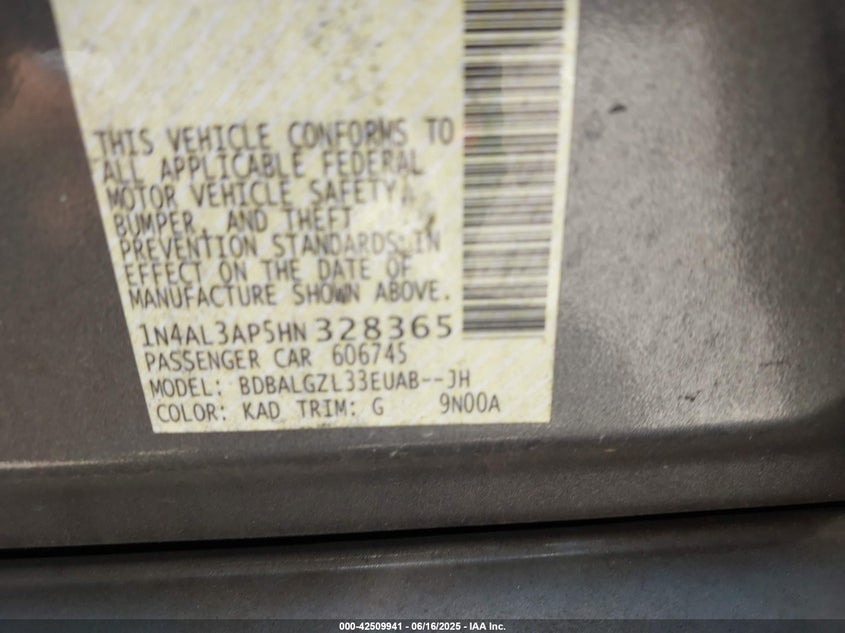 THIS VEHICLE CONFORMS TO
ALL APPLICABLE FEDERAL
MOTOR VEHICLE SAFETY,
BUMPER, AND THEFT
PREVENTION STANDARDS IN
EFFECT ON THE DATE OF
MANUFACTURE SHOWN ABOVE.
1N4AL3AP5HN328365
PASSENGER CAR 606745
MODEL: BDBALGZL33EUAB--JH
COLOR: KAD TRIM: G 9N00A
000-42509941 - 06/16/2025 - IAA Inc.